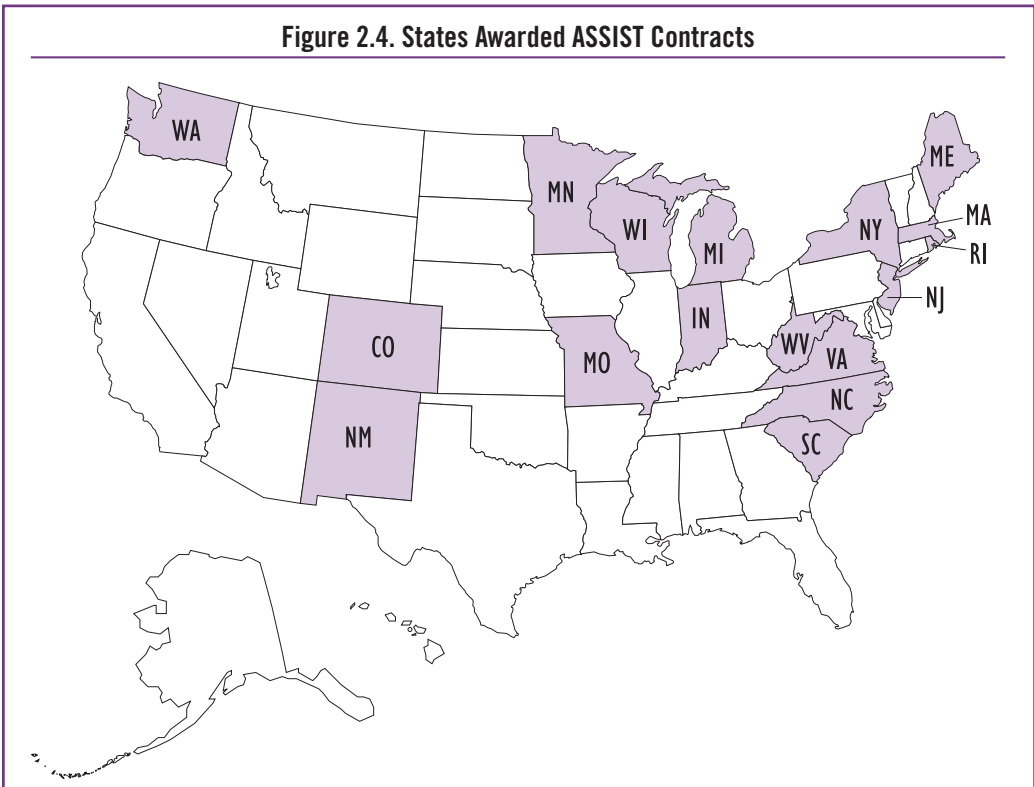 Figure 2.4. States Awarded ASSIST Contracts
WA
ME
MN
MA
WI
NY
RI
MI
NJ
IN
CO
WV
MO
VA
NC
NM
SC